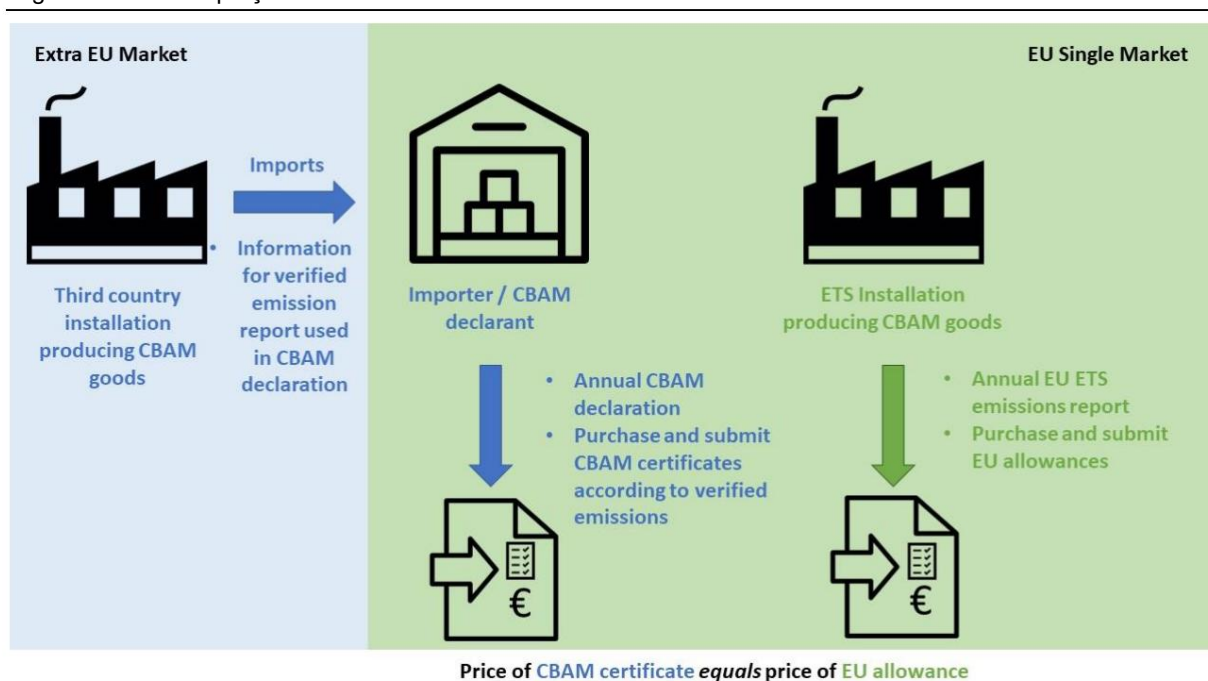 Extra EU Market
EU Single Market
Imports
• Information
for verified
emission
report used
in CBAM
declaration
Third country
installation
producing CBAM
goods
Importer / CBAM
declarant
ETS Installation
producing CBAM goods
• Annual CBAM
declaration
• Purchase and submit
CBAM certificates
according to verified
emissions
• Annual EU ETS
emissions report
• Purchase and submit
EU allowances
€
€
Price of CBAM certificate equals price of EU allowance